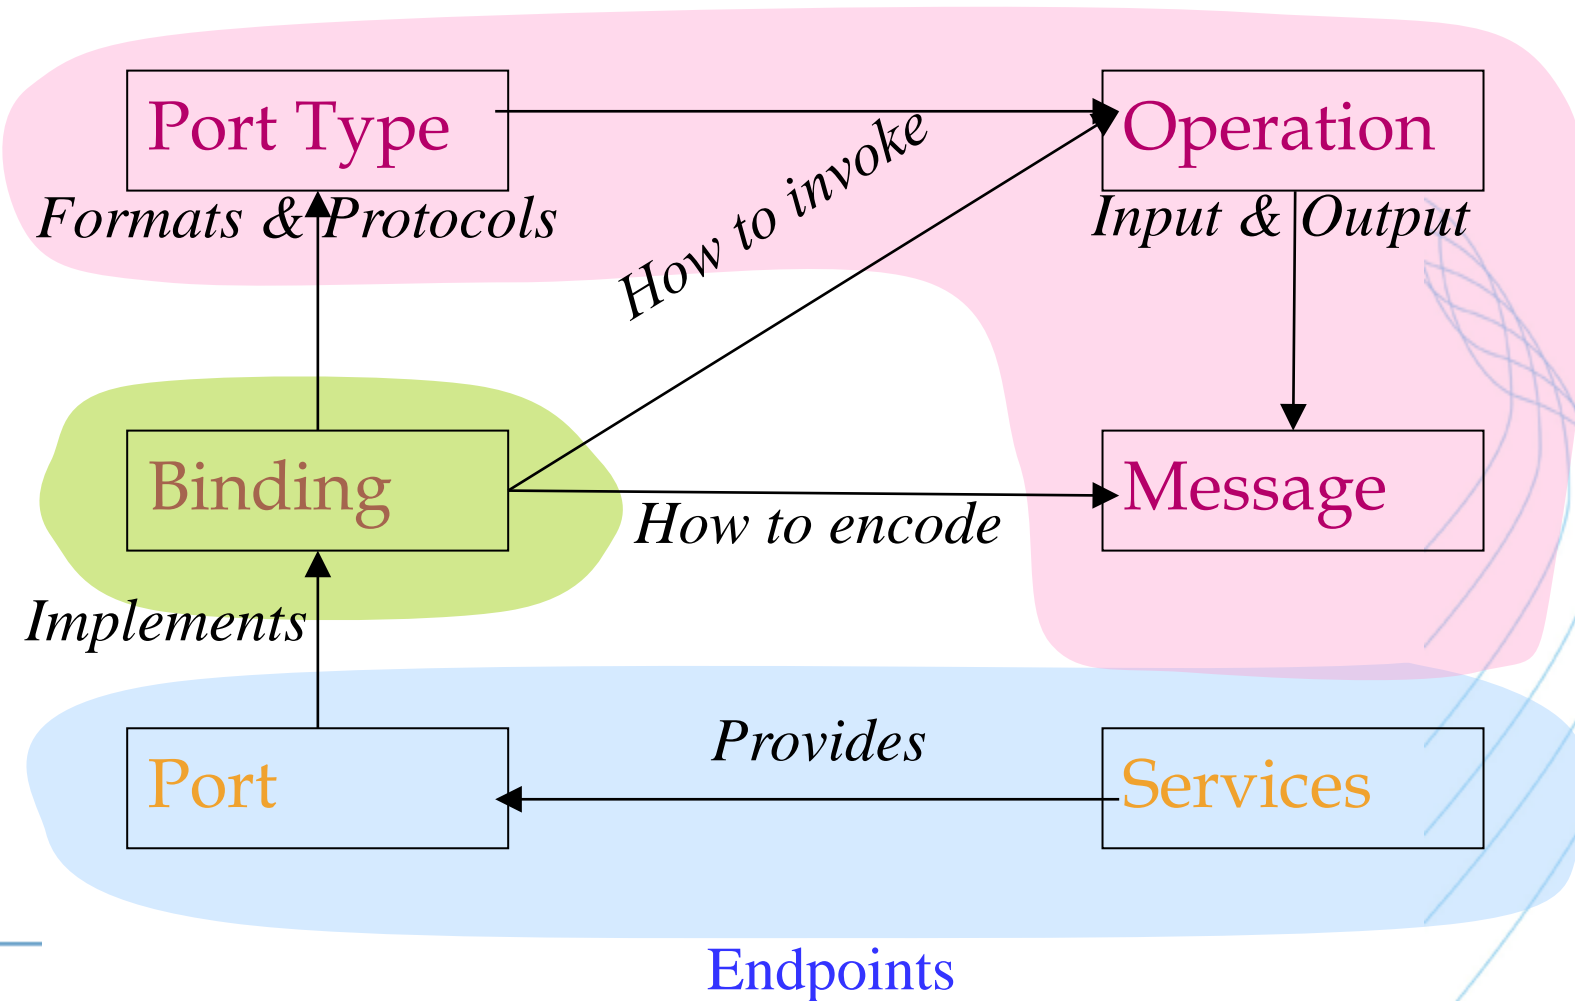 Port Type
Operation
Formats & Protocols
How to invoke
Input & Output
Binding
Message
How to encode
Implements
Provides
Port
Services
Endpoints